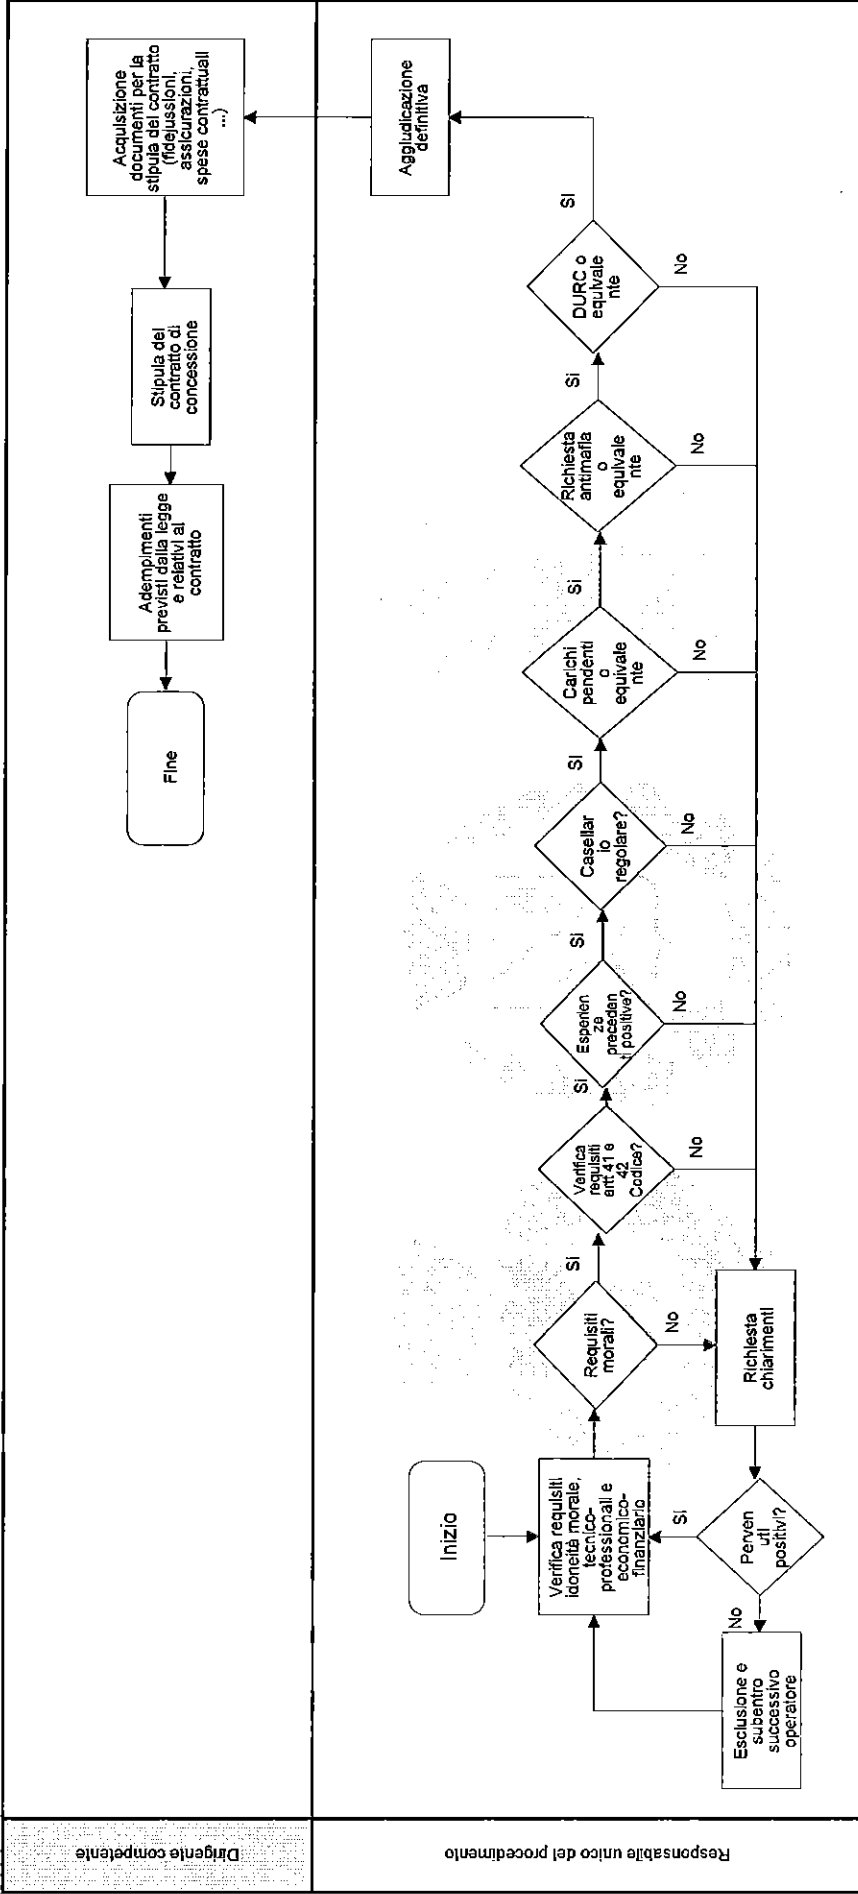 Dirigente competente
Acquisizione
documenti per la
stipula del contratto
(fidejussioni,
assicurazioni,
spese contrattuali
...)
Stipula del
contratto di
concessione
Adempimenti
previsti dalla legge
e relativi al
contratto
Fine
Responsabile unico del procedimento
Inizio
Verifica requisiti
idoneità morale,
tecnico-
professionali e
economico-
finanziario
Requisiti
morali?
Si
No
Verifica
requisiti
artt 41 e
42
Codice?
Si
No
Esperien
ze
preceden
ti positive?
Si
No
Casellar
io
regolare?
Si
No
Carichi
pendenti
o
equivale
nte
Si
No
Richiesta
antimafia
o
equivale
nte
Si
No
DURC o
equivale
nte
Si
No
Aggiudicazione
definitiva
Richiesta
chiarimenti
Perven
uti
positivi?
Si
No
Esclusione e
subentro
successivo
operatore